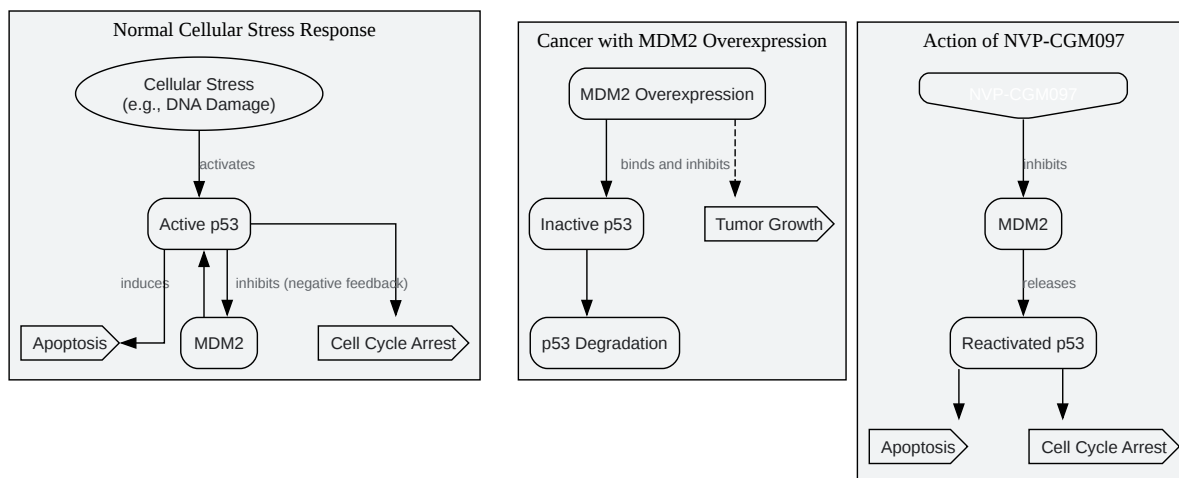 Normal Cellular Stress Response
Cellular Stress
(e.g., DNA Damage)
activates
Active p53
induces
inhibits (negative feedback)
Apoptosis
MDM2
Cell Cycle Arrest
Cancer with MDM2 Overexpression
MDM2 Overexpression
binds and inhibits
Inactive p53
Tumor Growth
p53 Degradation
Action of NVP-CGM097
NVP-CGM097
inhibits
MDM2
releases
Reactivated p53
Apoptosis
Cell Cycle Arrest